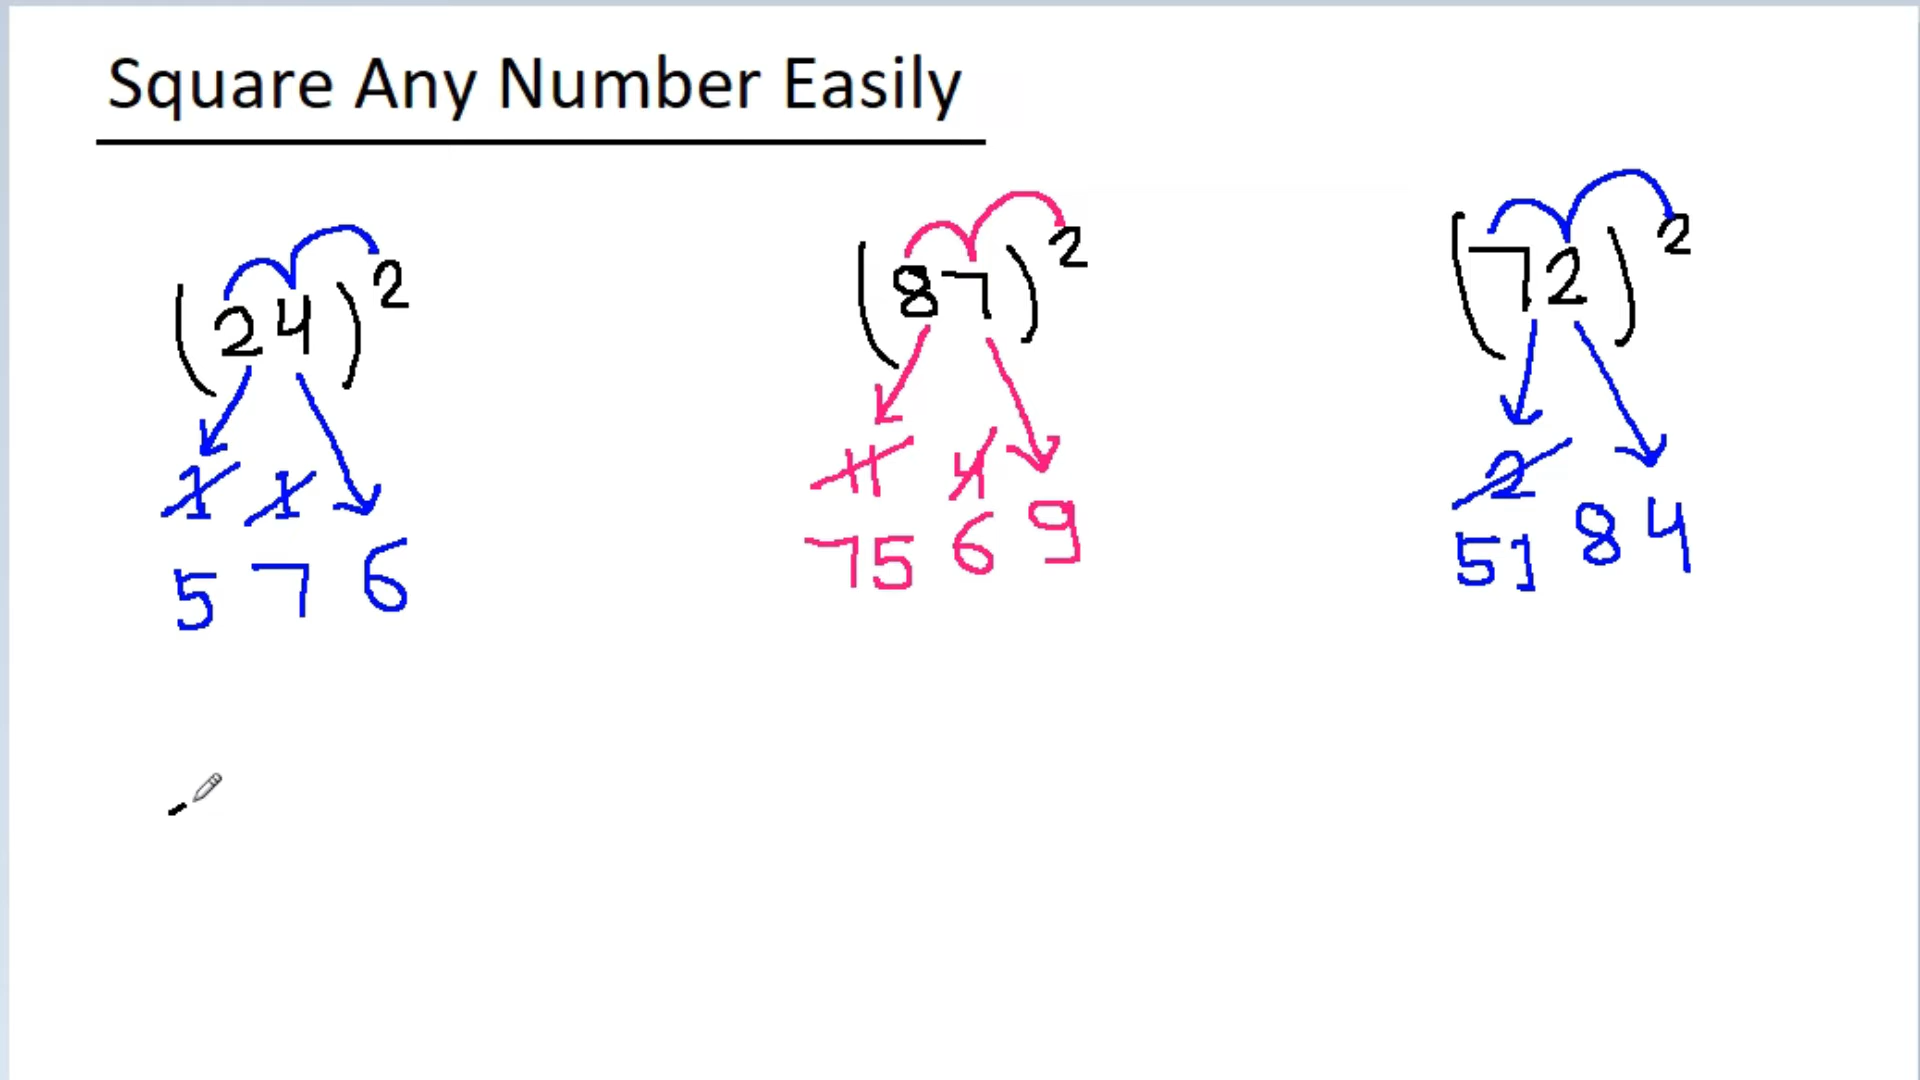 Square Any Number Easily
(24)²
1 1
5 7 6
(87)²
11 4
75 6 9
(72)²
2
51 8 4